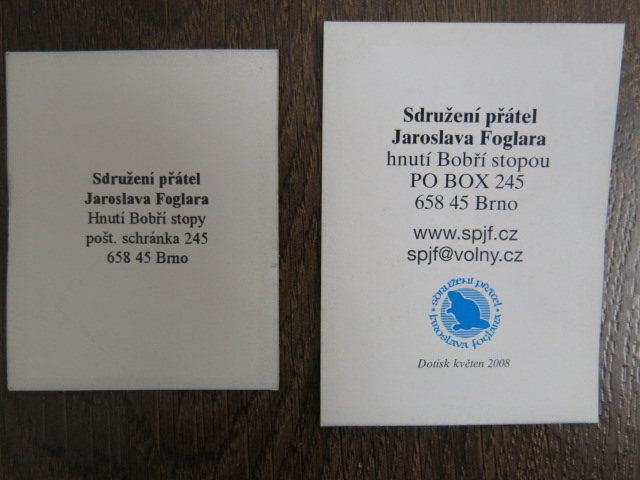 Sdružení přátel
Jaroslava Foglara
Hnutí Bobří stopy
pošt. schránka 245
658 45 Brno
Sdružení přátel
Jaroslava Foglara
hnutí Bobří stopou
PO BOX 245
658 45 Brno
www.spjf.cz
spjf@volny.cz
SDRUŽENÍ PŘÁTEL
JAROSLAVA FOGLARA
Dotisk květen 2008